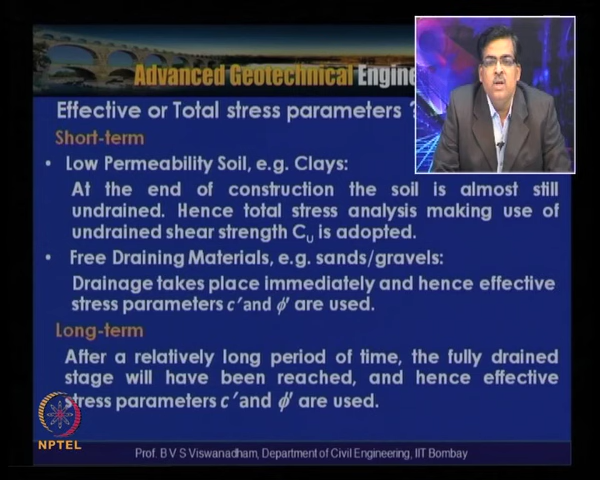 Advanced Geotechnical Engine
Effective or Total stress parameters ?
Short-term
• Low Permeability Soil, e.g. Clays:
At the end of construction the soil is almost still
undrained. Hence total stress analysis making use of
undrained shear strength CU is adopted.
• Free Draining Materials, e.g. sands/gravels:
Drainage takes place immediately and hence effective
stress parameters c′ and ϕ′ are used.
Long-term
After a relatively long period of time, the fully drained
stage will have been reached, and hence effective
stress parameters c′ and ϕ′ are used.
NPTEL
Prof. B V S Viswanadham, Department of Civil Engineering, IIT Bombay